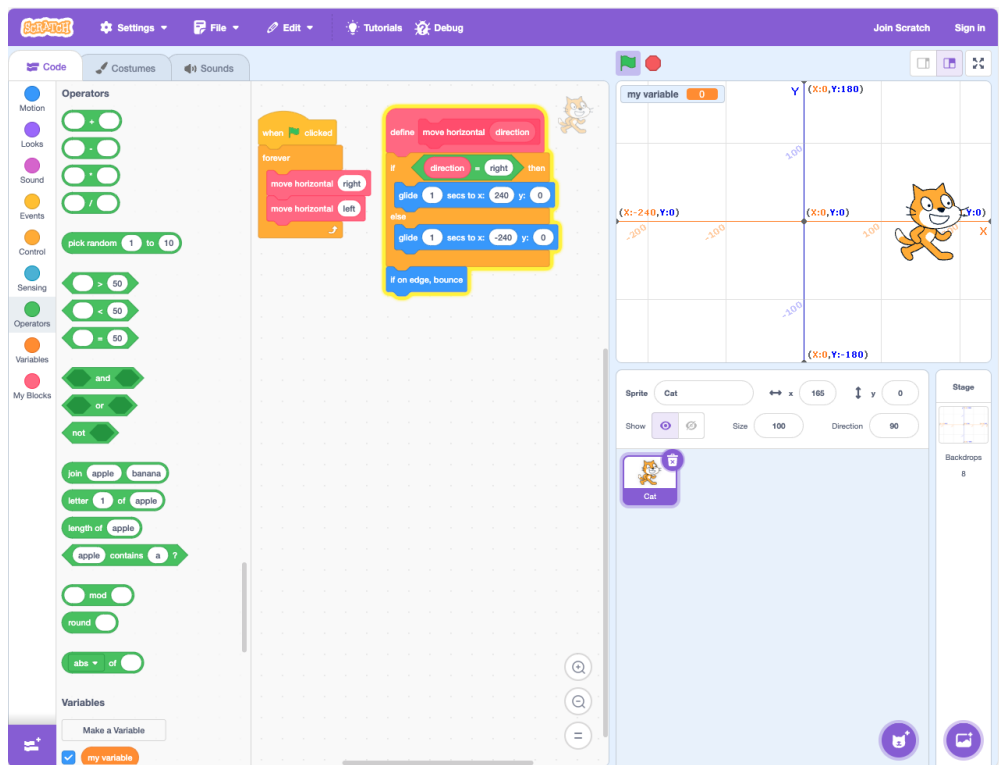 SCRATCH Settings File Edit Tutorials Debug Join Scratch Sign in
Code Costumes Sounds
Motion
Looks
Sound
Events
Control
Sensing
Operators
Variables
My Blocks
Operators
+
-
*
/
pick random 1 to 10
> 50
< 50
= 50
and
or
not
join apple banana
letter 1 of apple
length of apple
apple contains a ?
mod
round
abs of
Variables
Make a Variable
my variable
when clicked
forever
move horizontal right
move horizontal left
define move horizontal direction
if direction = right then
glide 1 secs to x: 240 y: 0
else
glide 1 secs to x: -240 y: 0
if on edge, bounce
my variable 0
Y (X:0,Y:180)
100
(X:-240,Y:0) (X:0,Y:0) Y:0)
-200 -100 100 X
-100
(X:0,Y:-180)
Sprite Cat x 165 y 0
Show Size 100 Direction 90
Cat
Stage
Backdrops
8